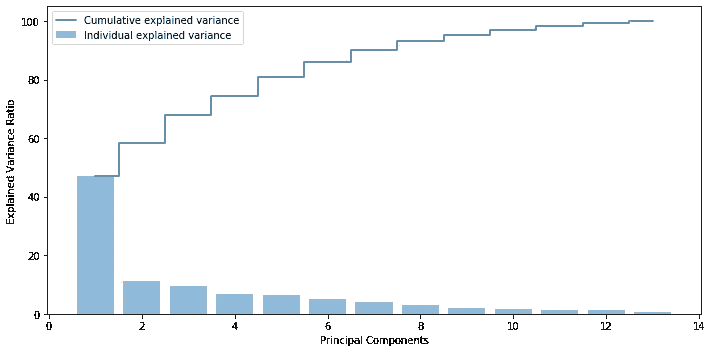 Cumulative explained variance
Individual explained variance
100
80
60
40
20
0
Explained Variance Ratio
0 2 4 6 8 10 12 14
Principal Components